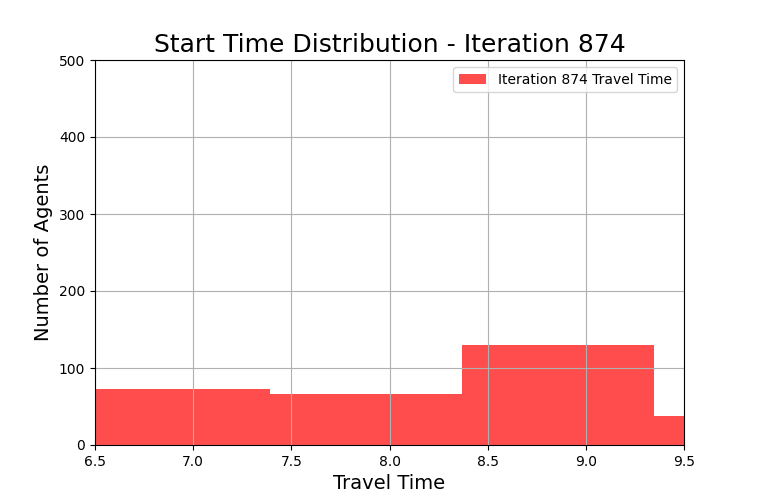 Start Time Distribution - Iteration 874
Iteration 874 Travel Time
Number of Agents
500
400
300
200
100
0
6.5 7.0 7.5 8.0 8.5 9.0 9.5
Travel Time